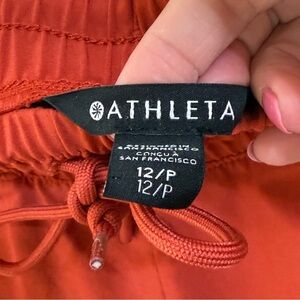 ATHLETA
SAN FRANCISCO
12/P
12/P